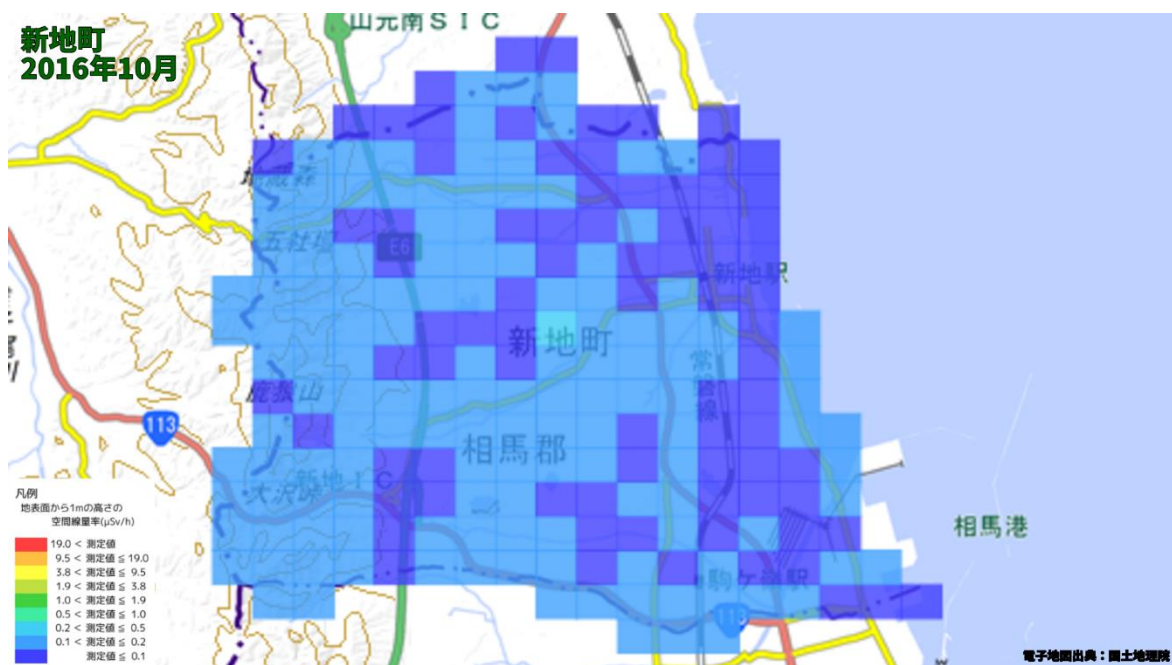 新地町
2016年10月
山元南SIC
地蔵森
五社壇
E6
新地駅
新地町
常磐線
鹿狼山
113
相馬郡
新地IC
大沢峠
相馬港
駒ケ嶺駅
113
凡例
地表面から1mの高さの
空間線量率(μSv/h)
19.0 < 測定値
9.5 < 測定値 ≤ 19.0
3.8 < 測定値 ≤ 9.5
1.9 < 測定値 ≤ 3.8
1.0 < 測定値 ≤ 1.9
0.5 < 測定値 ≤ 1.0
0.2 < 測定値 ≤ 0.5
0.1 < 測定値 ≤ 0.2
測定値 ≤ 0.1
電子地図出典：国土地理院